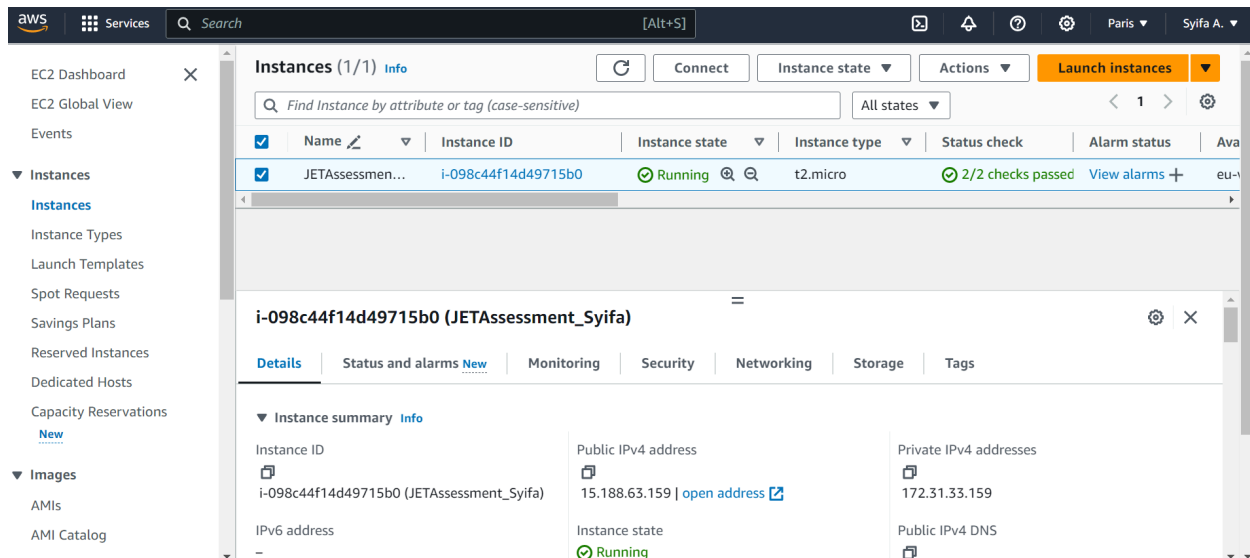 aws Services Search [Alt+S] Paris ▼ Syifa A. ▼
EC2 Dashboard
EC2 Global View
Events
▼ Instances
Instances
Instance Types
Launch Templates
Spot Requests
Savings Plans
Reserved Instances
Dedicated Hosts
Capacity Reservations
New
▼ Images
AMIs
AMI Catalog
Instances (1/1) Info Connect Instance state ▼ Actions ▼ Launch instances ▼
Find Instance by attribute or tag (case-sensitive) All states ▼ < 1 >
Name Instance ID Instance state Instance type Status check Alarm status Ava
JETAssessmen... i-098c44f14d49715b0 Running t2.micro 2/2 checks passed View alarms + eu-
i-098c44f14d49715b0 (JETAssessment_Syifa)
Details Status and alarms New Monitoring Security Networking Storage Tags
▼ Instance summary Info
Instance ID Public IPv4 address Private IPv4 addresses
i-098c44f14d49715b0 (JETAssessment_Syifa) 15.188.63.159 | open address 172.31.33.159
IPv6 address Instance state Public IPv4 DNS
– Running